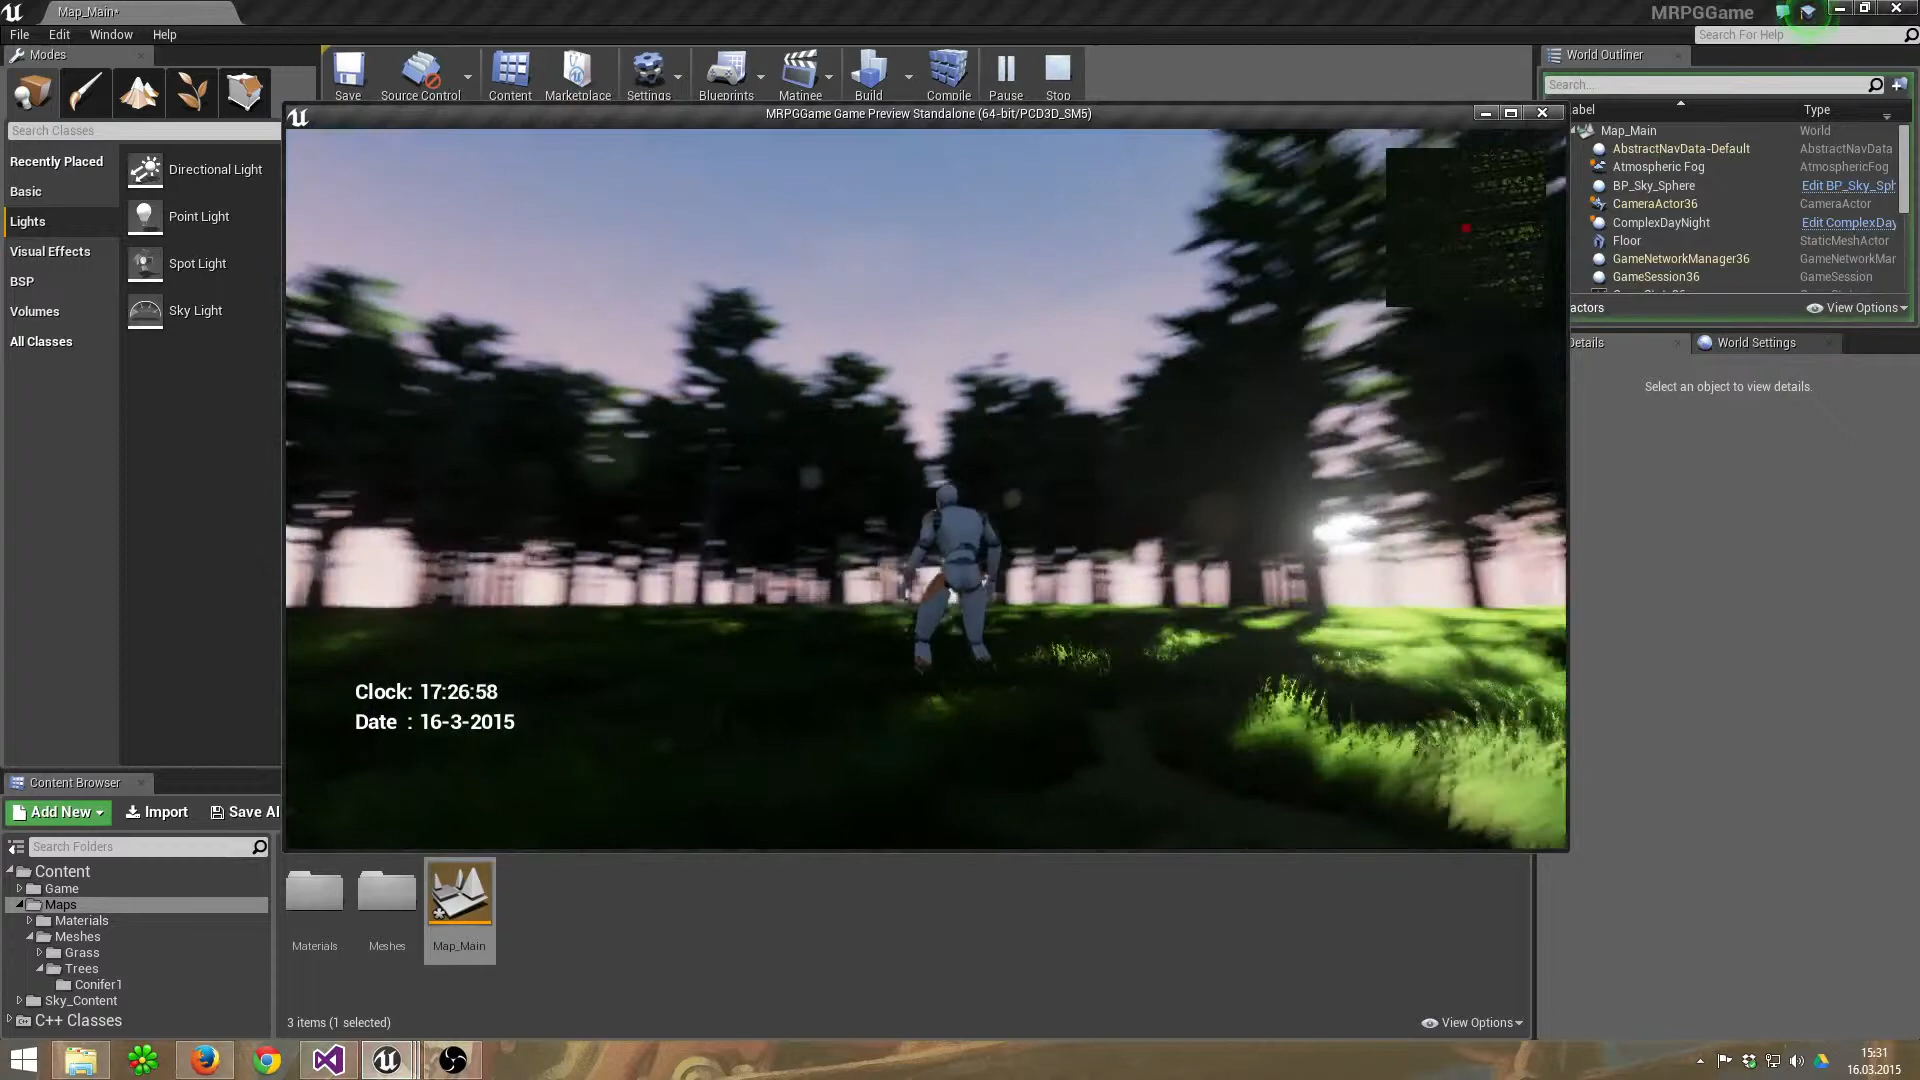 Map_Main*
MRPGGame
File Edit Window Help
Search For Help
Modes
Save Source Control Content Marketplace Settings Blueprints Matinee Build Compile Pause Stop
World Outliner
Search...
MRPGGame Game Preview Standalone (64-bit/PCD3D_SM5)
abel Type
Search Classes
Map_Main World
AbstractNavData-Default AbstractNavData
Recently Placed
Directional Light
Atmospheric Fog AtmosphericFog
BP_Sky_Sphere Edit BP_Sky_Sph
Basic
CameraActor36 CameraActor
Point Light
Lights
ComplexDayNight Edit ComplexDay
Floor StaticMeshActor
Visual Effects
Spot Light
GameNetworkManager36 GameNetworkMar
GameSession36 GameSession
BSP
Volumes
Sky Light
actors View Options
All Classes
Details World Settings
Select an object to view details.
Clock: 17:26:58
Date : 16-3-2015
Content Browser
Add New Import Save Al
Search Folders
Content
Game
Maps
Materials
Meshes
Grass
Trees
Conifer1
Sky_Content
C++ Classes
Materials Meshes Map_Main
3 items (1 selected) View Options
15:31
16.03.2015